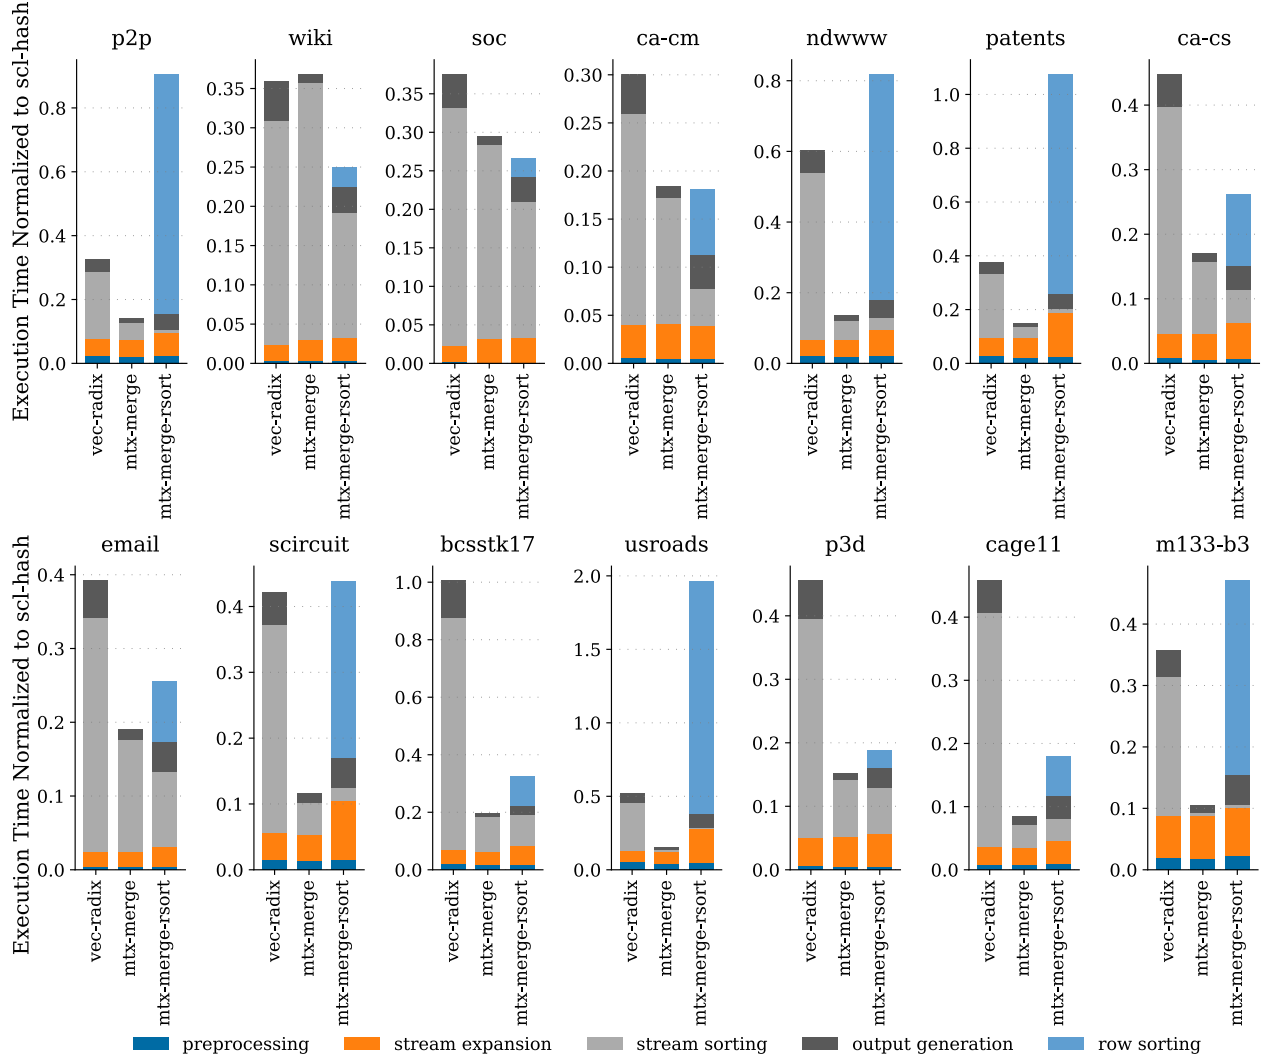 p2p
wiki
soc
ca-cm
ndwww
patents
ca-cs
Execution Time Normalized to scl-hash
0.8
0.6
0.4
0.2
0.0
0.35
0.30
0.25
0.20
0.15
0.10
0.05
0.00
0.35
0.30
0.25
0.20
0.15
0.10
0.05
0.00
0.30
0.25
0.20
0.15
0.10
0.05
0.00
0.8
0.6
0.4
0.2
0.0
1.0
0.8
0.6
0.4
0.2
0.0
0.4
0.3
0.2
0.1
0.0
vec-radix
mtx-merge
mtx-merge-rsort
vec-radix
mtx-merge
mtx-merge-rsort
vec-radix
mtx-merge
mtx-merge-rsort
vec-radix
mtx-merge
mtx-merge-rsort
vec-radix
mtx-merge
mtx-merge-rsort
vec-radix
mtx-merge
mtx-merge-rsort
vec-radix
mtx-merge
mtx-merge-rsort
email
scircuit
bcsstk17
usroads
p3d
cage11
m133-b3
Execution Time Normalized to scl-hash
0.4
0.3
0.2
0.1
0.0
0.4
0.3
0.2
0.1
0.0
1.0
0.8
0.6
0.4
0.2
0.0
2.0
1.5
1.0
0.5
0.0
0.4
0.3
0.2
0.1
0.0
0.4
0.3
0.2
0.1
0.0
0.4
0.3
0.2
0.1
0.0
vec-radix
mtx-merge
mtx-merge-rsort
vec-radix
mtx-merge
mtx-merge-rsort
vec-radix
mtx-merge
mtx-merge-rsort
vec-radix
mtx-merge
mtx-merge-rsort
vec-radix
mtx-merge
mtx-merge-rsort
vec-radix
mtx-merge
mtx-merge-rsort
vec-radix
mtx-merge
mtx-merge-rsort
preprocessing
stream expansion
stream sorting
output generation
row sorting